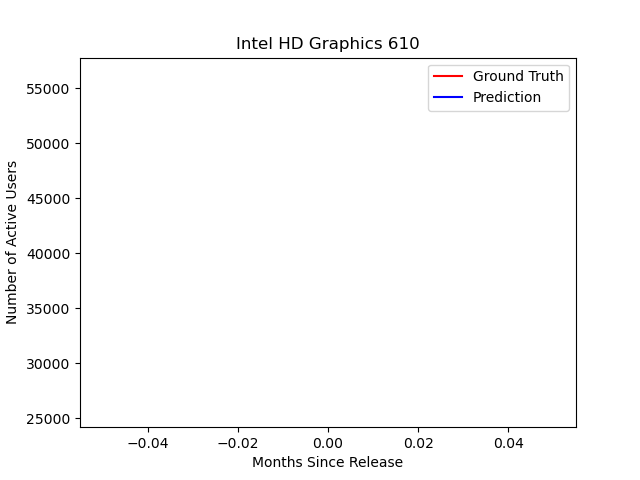 Intel HD Graphics 610
Ground Truth
Prediction
55000
50000
45000
40000
35000
30000
25000
Number of Active Users
−0.04
−0.02
0.00
0.02
0.04
Months Since Release